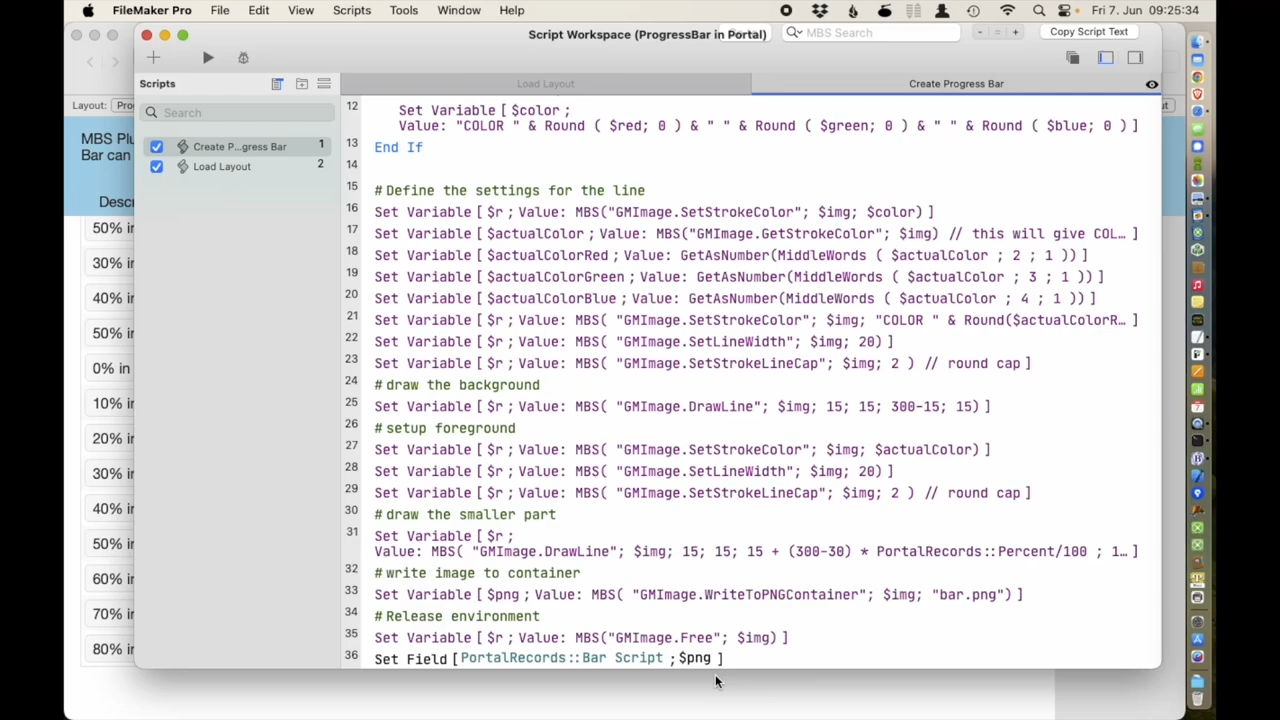 FileMaker Pro File Edit View Scripts Tools Window Help Fri 7. Jun 09:25:34
Script Workspace (ProgressBar in Portal)
MBS Search
- = +
Copy Script Text
Scripts
Load Layout
Create Progress Bar
Layout:
Search
MBS Plu
Bar can
Create P...gress Bar 1
Load Layout 2
Descr
50% in
30% in
40% in
50% in
0% in
10% in
20% in
30% in
40% in
50% in
60% in
70% in
80% in
12 Set Variable [ $color ;
Value: "COLOR " & Round ( $red; 0 ) & " " & Round ( $green; 0 ) & " " & Round ( $blue; 0 ) ]
13 End If
14
15 # Define the settings for the line
16 Set Variable [ $r ; Value: MBS("GMImage.SetStrokeColor"; $img; $color) ]
17 Set Variable [ $actualColor ; Value: MBS("GMImage.GetStrokeColor"; $img) // this will give COL… ]
18 Set Variable [ $actualColorRed ; Value: GetAsNumber(MiddleWords ( $actualColor ; 2 ; 1 )) ]
19 Set Variable [ $actualColorGreen ; Value: GetAsNumber(MiddleWords ( $actualColor ; 3 ; 1 )) ]
20 Set Variable [ $actualColorBlue ; Value: GetAsNumber(MiddleWords ( $actualColor ; 4 ; 1 )) ]
21 Set Variable [ $r ; Value: MBS( "GMImage.SetStrokeColor"; $img; "COLOR " & Round($actualColorR… ]
22 Set Variable [ $r ; Value: MBS( "GMImage.SetLineWidth"; $img; 20) ]
23 Set Variable [ $r ; Value: MBS( "GMImage.SetStrokeLineCap"; $img; 2 ) // round cap ]
24 # draw the background
25 Set Variable [ $r ; Value: MBS( "GMImage.DrawLine"; $img; 15; 15; 300-15; 15) ]
26 # setup foreground
27 Set Variable [ $r ; Value: MBS( "GMImage.SetStrokeColor"; $img; $actualColor) ]
28 Set Variable [ $r ; Value: MBS( "GMImage.SetLineWidth"; $img; 20) ]
29 Set Variable [ $r ; Value: MBS( "GMImage.SetStrokeLineCap"; $img; 2 ) // round cap ]
30 # draw the smaller part
31 Set Variable [ $r ;
Value: MBS( "GMImage.DrawLine"; $img; 15; 15; 15 + (300-30) * PortalRecords::Percent/100 ; 1… ]
32 # write image to container
33 Set Variable [ $png ; Value: MBS( "GMImage.WriteToPNGContainer"; $img; "bar.png") ]
34 # Release environment
35 Set Variable [ $r ; Value: MBS("GMImage.Free"; $img) ]
36 Set Field [ PortalRecords::Bar Script ; $png ]